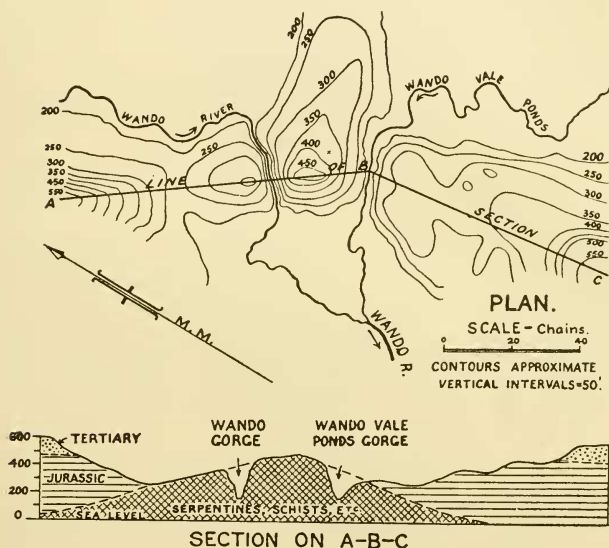 200
250
300
350
400
450
200
250
300
350
450
550
WANDO RIVER
250
WANDO VALE PONDS
200
250
300
350
400
500
550
A
LINE OF SECTION
B
C
M.M.
WANDO R.
PLAN.
SCALE – Chains.
0 20 40
CONTOURS APPROXIMATE
VERTICAL INTERVALS=50'.
600
400
200
0
TERTIARY
JURASSIC
SEA LEVEL
WANDO
GORGE
WANDO VALE
PONDS GORGE
SERPENTINES, SCHISTS, ETC.
SECTION ON A-B-C